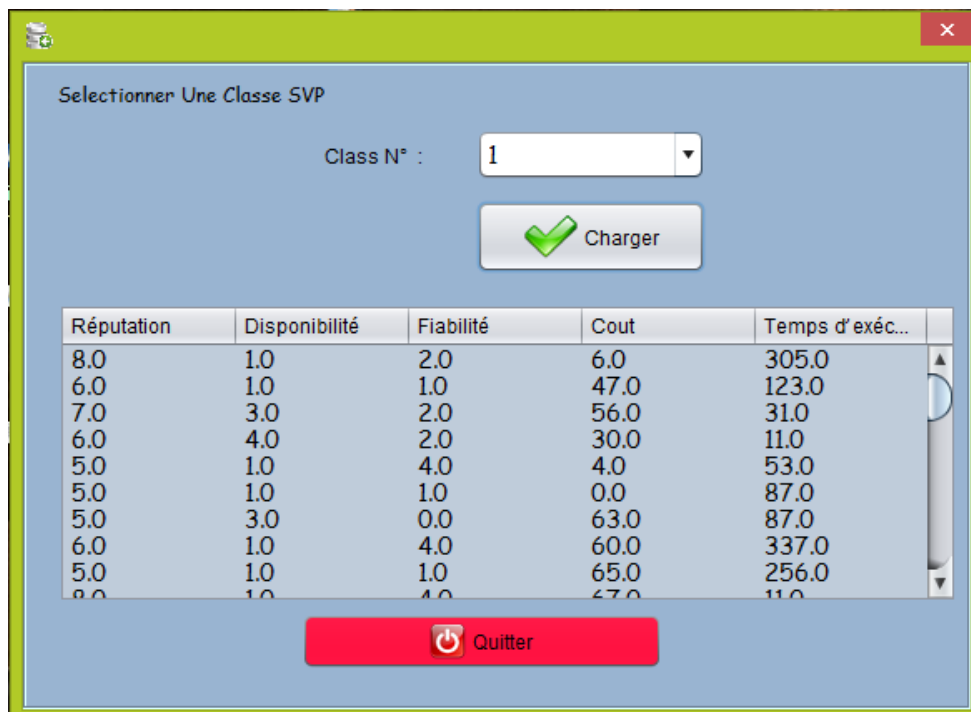 Selectionner Une Classe SVP
Class N° : 1
Charger
Réputation Disponibilité Fiabilité Cout Temps d'exéc...
8.0 1.0 2.0 6.0 305.0
6.0 1.0 1.0 47.0 123.0
7.0 3.0 2.0 56.0 31.0
6.0 4.0 2.0 30.0 11.0
5.0 1.0 4.0 4.0 53.0
5.0 1.0 1.0 0.0 87.0
5.0 3.0 0.0 63.0 87.0
6.0 1.0 4.0 60.0 337.0
5.0 1.0 1.0 65.0 256.0
Quitter